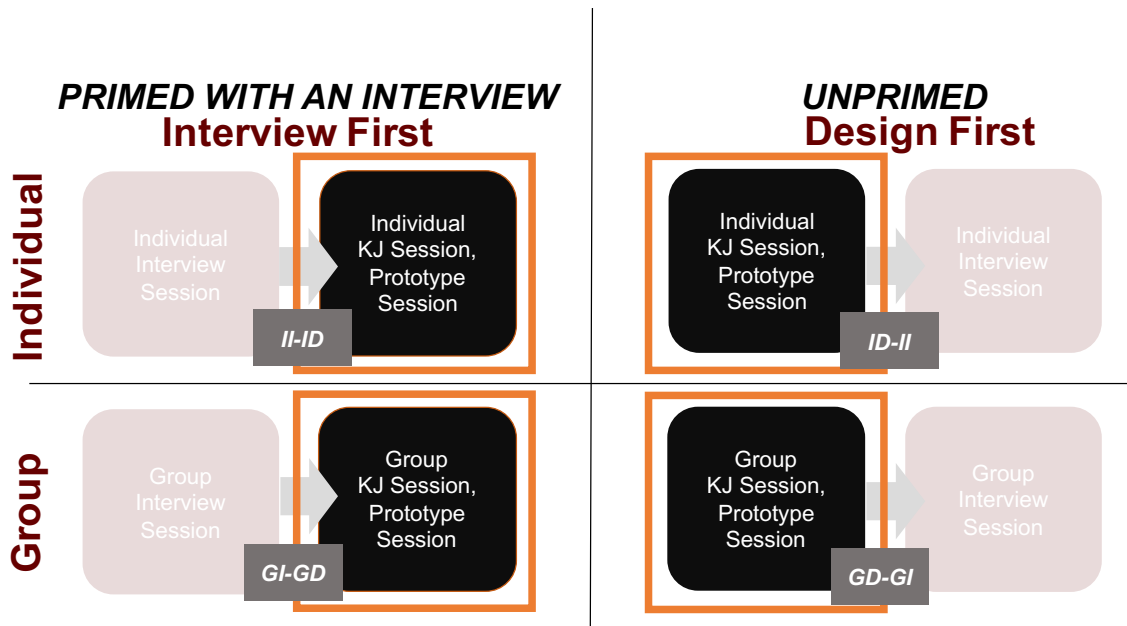 PRIMED WITH AN INTERVIEW
Interview First
UNPRIMED
Design First
Individual
Individual
Interview
Session
Individual
KJ Session,
Prototype
Session
II-ID
Individual
KJ Session,
Prototype
Session
Individual
Interview
Session
ID-II
Group
Group
Interview
Session
Group
KJ Session,
Prototype
Session
GI-GD
Group
KJ Session,
Prototype
Session
Group
Interview
Session
GD-GI